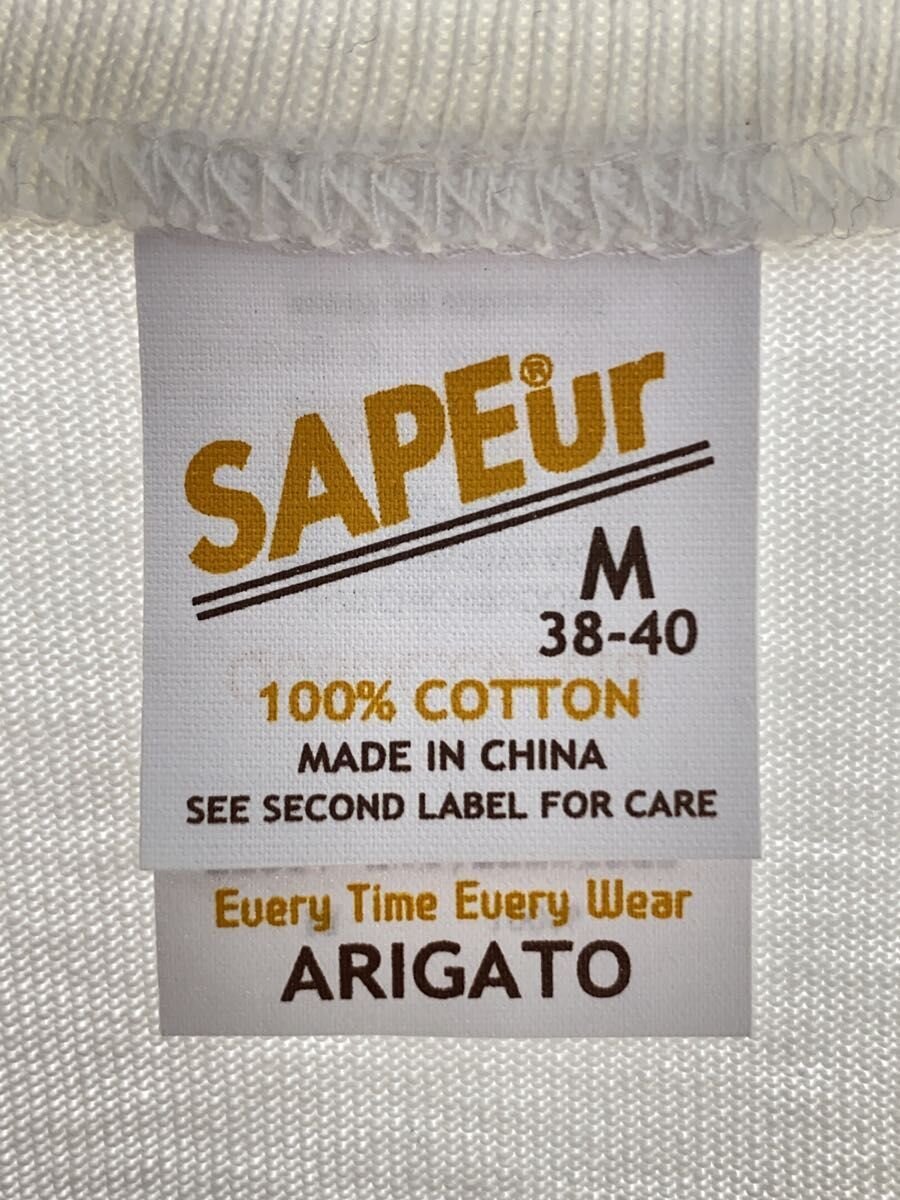 SAPEur®
M
38-40
100% COTTON
MADE IN CHINA
SEE SECOND LABEL FOR CARE
Every Time Every Wear
ARIGATO